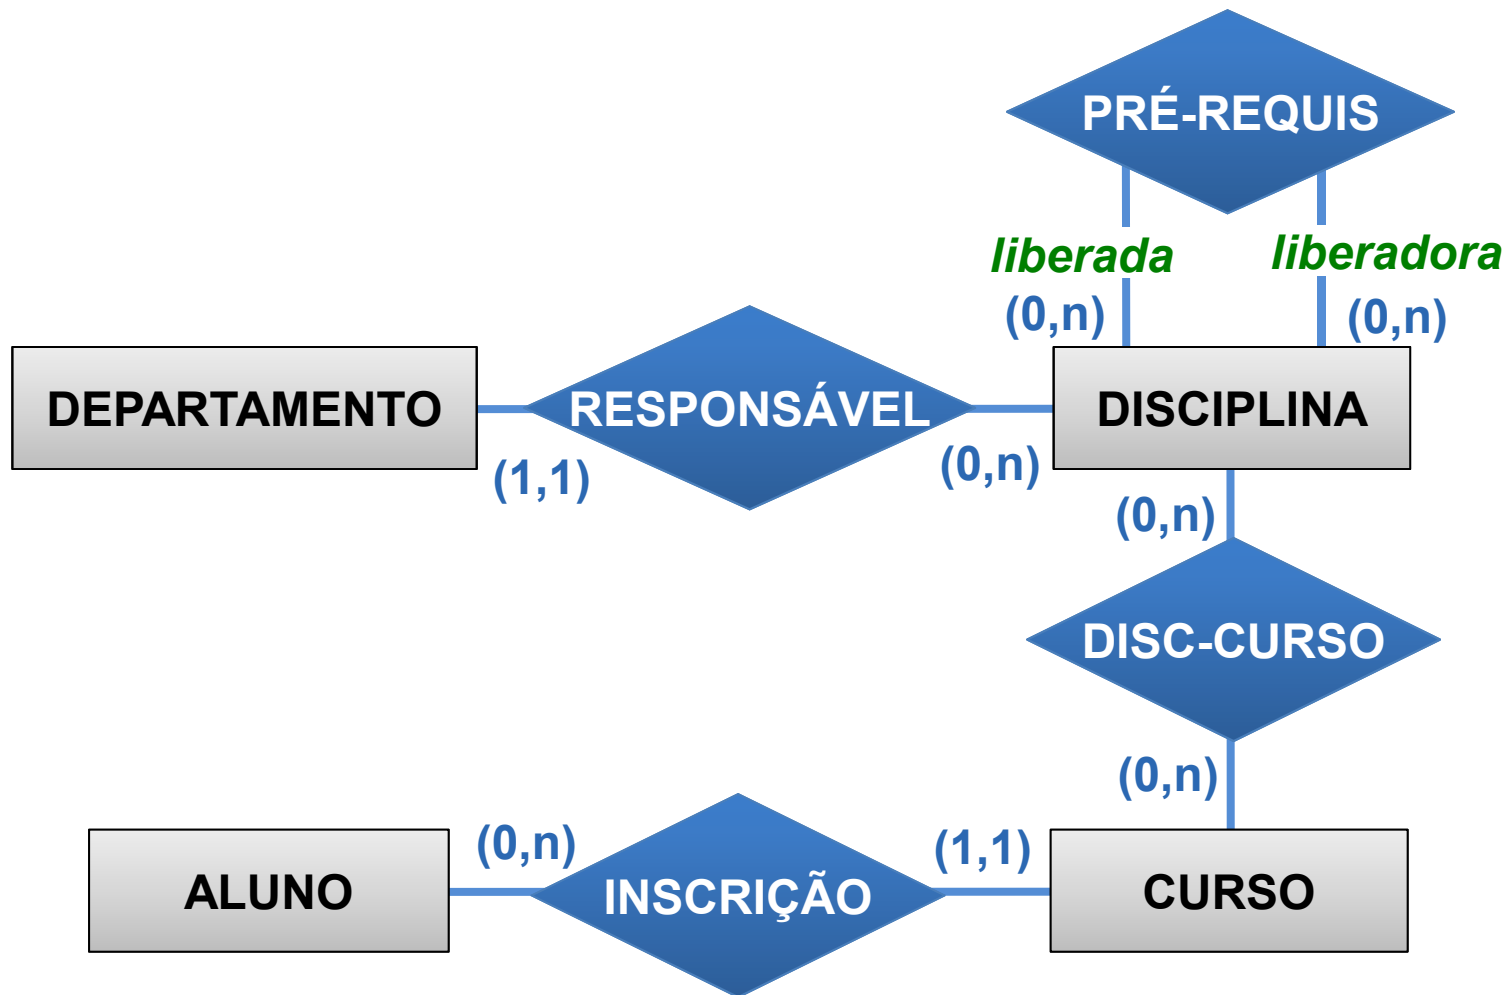 PRÉ-REQUIS
liberada
liberadora
(0,n)
(0,n)
DEPARTAMENTO
RESPONSÁVEL
DISCIPLINA
(1,1)
(0,n)
(0,n)
DISC-CURSO
(0,n)
(0,n)
(1,1)
ALUNO
INSCRIÇÃO
CURSO